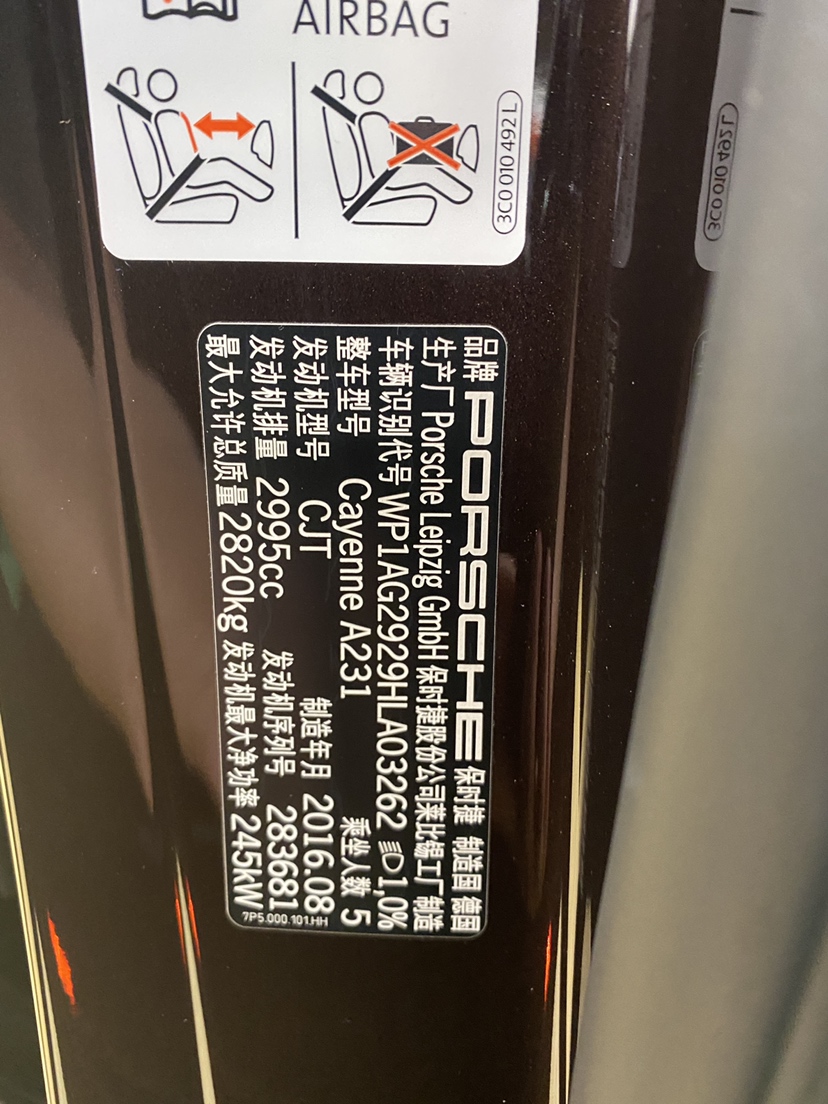 AIRBAG
3C0 010 492 L
品牌 PORSCHE 保时捷 制造国 德国
生产厂 Porsche Leipzig GmbH 保时捷股份公司莱比锡工厂制造
车辆识别代号 WP1AG2929HLA03262 1,0%
整车型号 Cayenne A231 乘坐人数 5
发动机型号 CJT 制造年月 2016.08
发动机排量 2995cc 发动机序列号 283681
最大允许总质量 2820kg 发动机最大净功率 245kW
7P5.000.101.HH
3C0 010 492 L